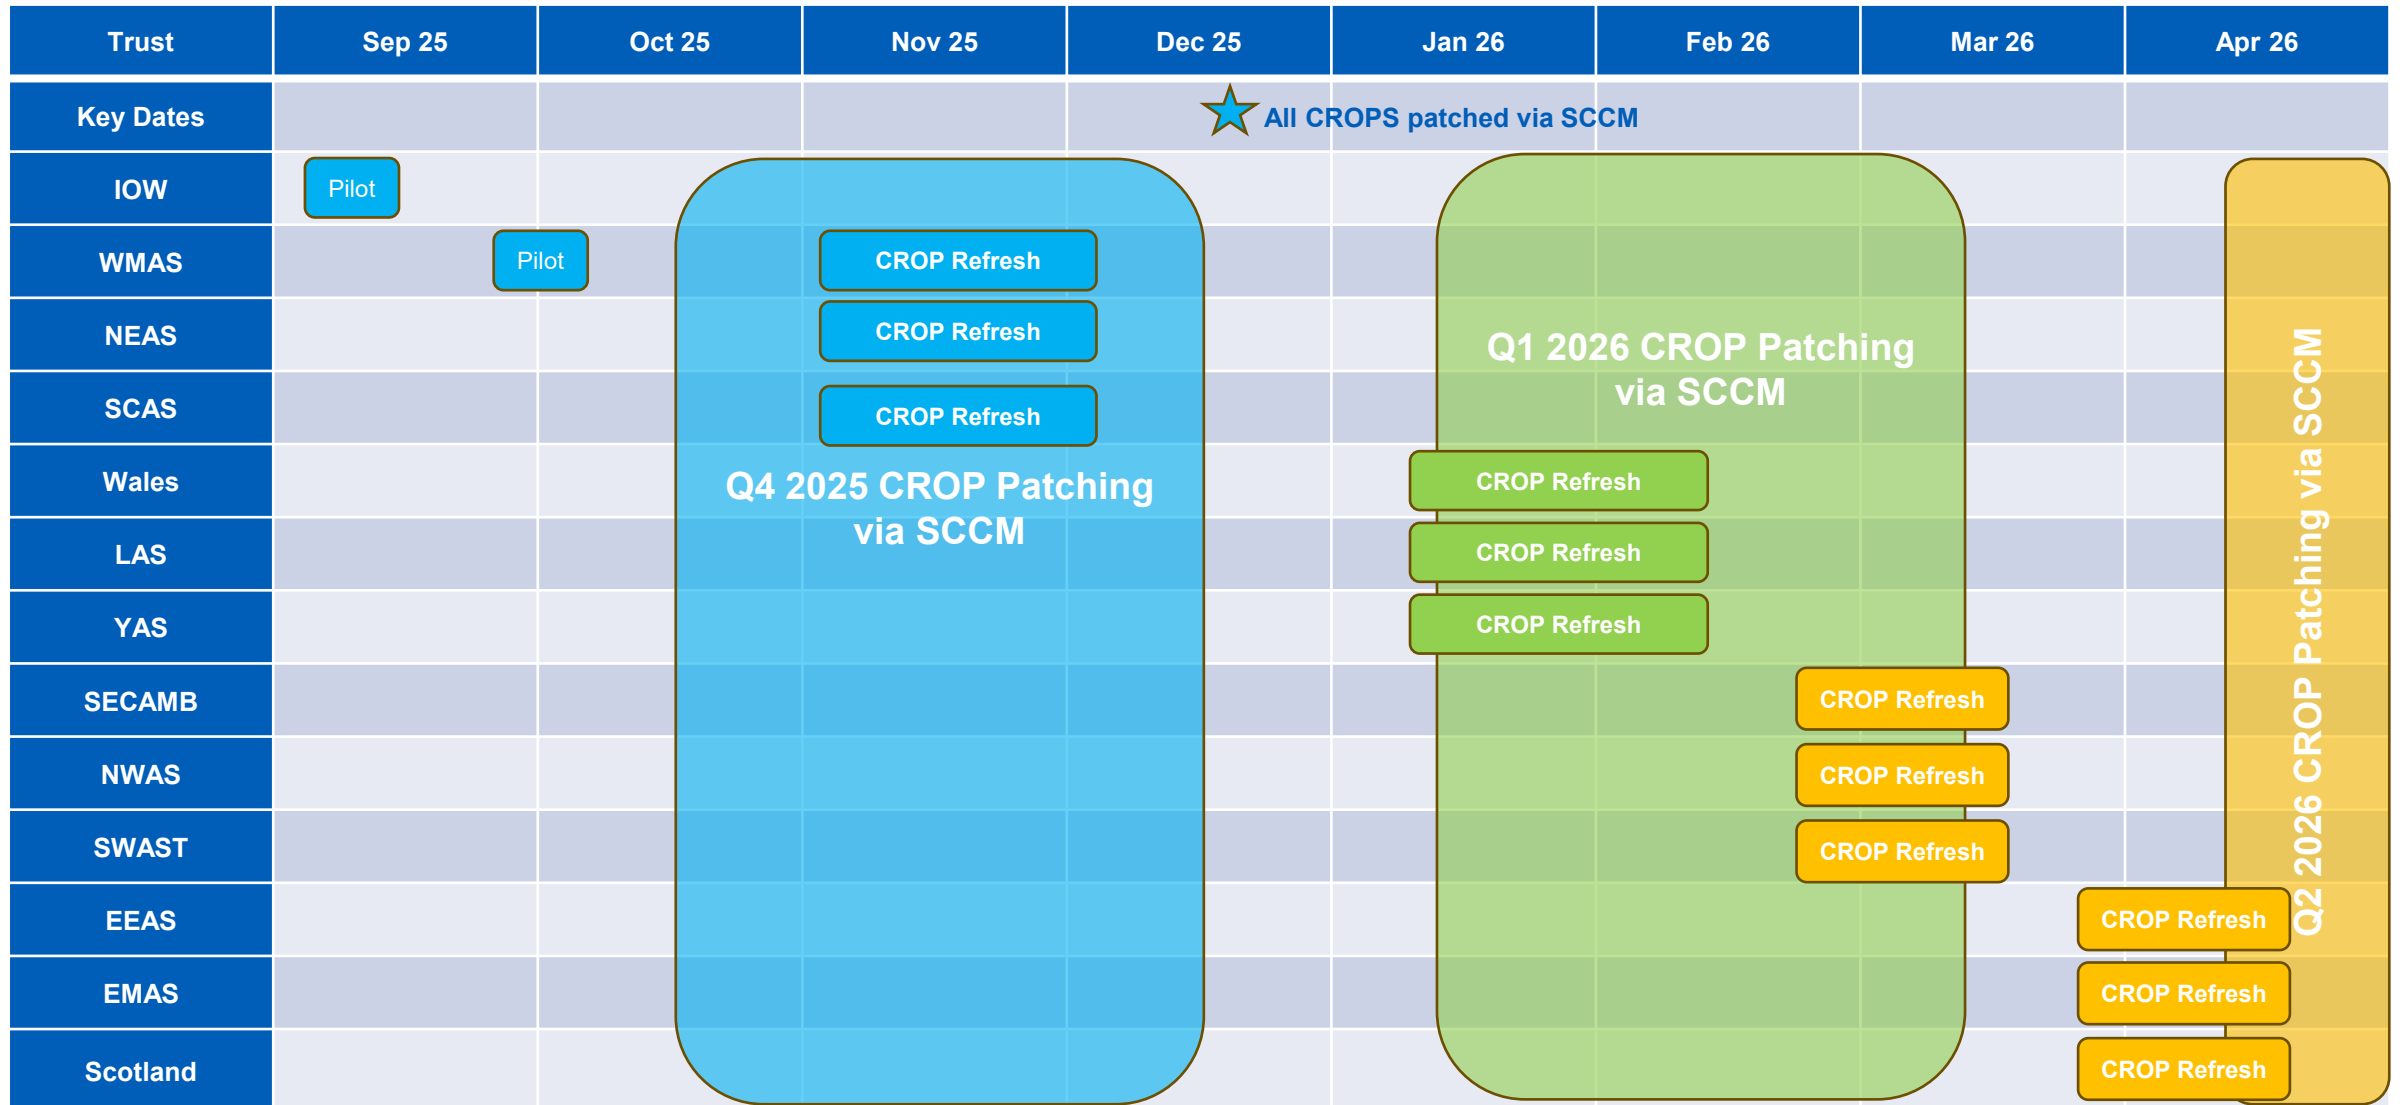 Trust Sep 25 Oct 25 Nov 25 Dec 25 Jan 26 Feb 26 Mar 26 Apr 26
Key Dates All CROPS patched via SCCM
IOW Pilot
WMAS Pilot CROP Refresh
NEAS CROP Refresh
SCAS CROP Refresh
Q1 2026 CROP Patching
via SCCM
Wales CROP Refresh
Q4 2025 CROP Patching
via SCCM
LAS CROP Refresh
YAS CROP Refresh
SECAMB CROP Refresh
NWAS CROP Refresh
SWAST CROP Refresh
EEAS CROP Refresh
EMAS CROP Refresh
Scotland CROP Refresh
Q2 2026 CROP Patching via SCCM